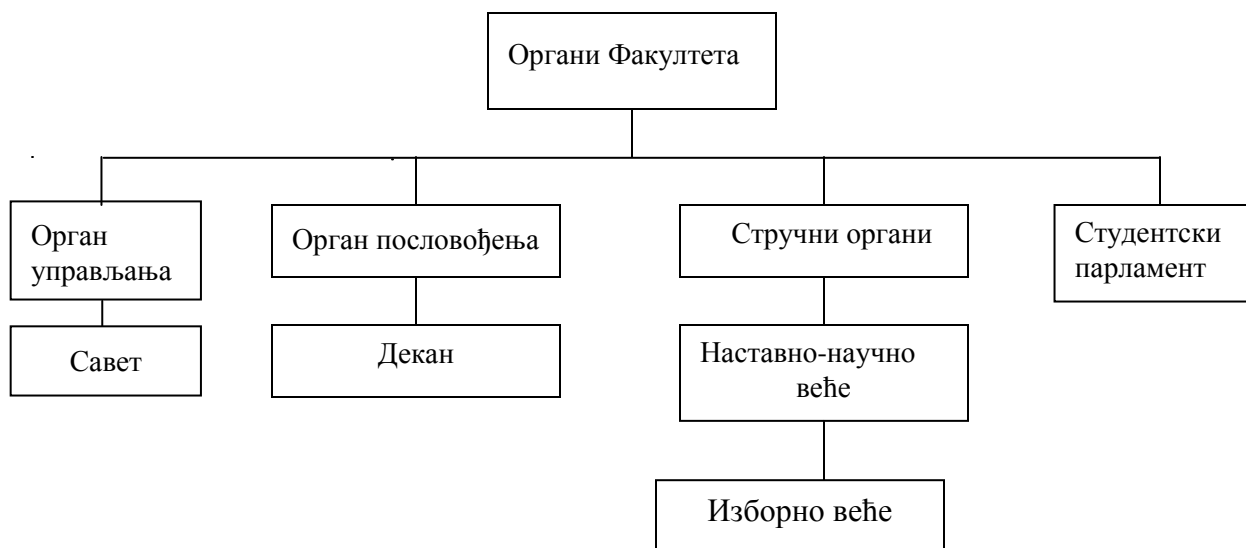 Органи Факултета
Орган
управљања
Орган пословођења
Стручни органи
Студентски
парламент
Савет
Декан
Наставно-научно
веће
Изборно веће